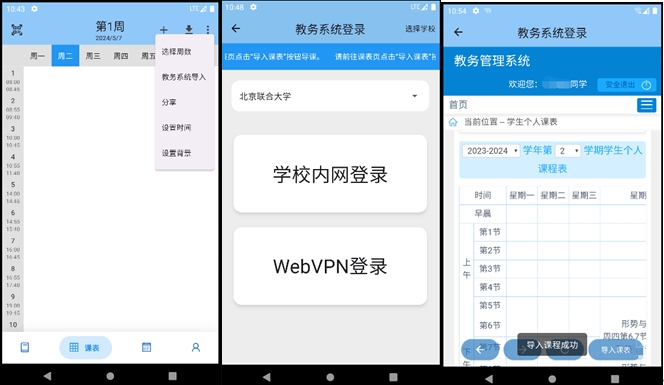 10:43
LTE
第1周
2024/5/7
周一
周二
周三
周四
周五
选择周数
教务系统导入
分享
设置时间
设置背景
1
08:00
08:45
2
08:50
09:35
3
09:50
10:35
4
10:40
11:25
5
11:30
12:15
6
13:30
14:15
7
14:20
15:05
8
15:20
16:05
9
16:10
16:55
10
课表
10:48
LTE
教务系统登录
选择学校
页点击"导入课表"按钮导课。
请前往课表页点击"导入课表"
北京联合大学
学校内网登录
WebVPN登录
10:54
LTE
教务系统登录
教务管理系统
欢迎您:
同学
安全退出
首页
当前位置 – 学生个人课表
2023-2024 学年第 2 学期学生个人
课程表
时间 星期一 星期二 星期三 星期
早晨
上午
第1节
第2节
第3节
第4节
第5节
第6节
形势与
周四第6,7节
下
第7节
导入课程成功
导入课表
形势与